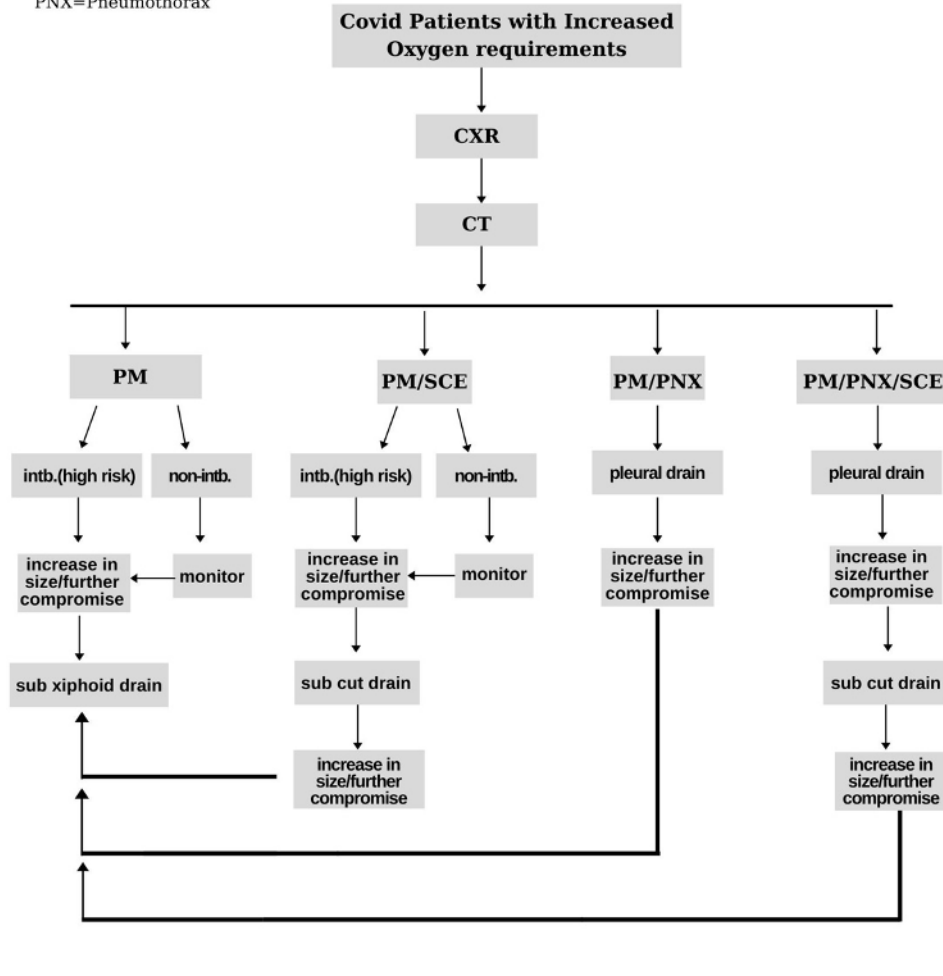 PNX=Pneumothorax
Covid Patients with Increased
Oxygen requirements
CXR
CT
PM
PM/SCE
PM/PNX
PM/PNX/SCE
intb.(high risk)
non-intb.
intb.(high risk)
non-intb.
pleural drain
pleural drain
increase in
size/further
compromise
monitor
increase in
size/further
compromise
monitor
increase in
size/further
compromise
increase in
size/further
compromise
sub xiphoid drain
sub cut drain
sub cut drain
increase in
size/further
compromise
increase in
size/further
compromise